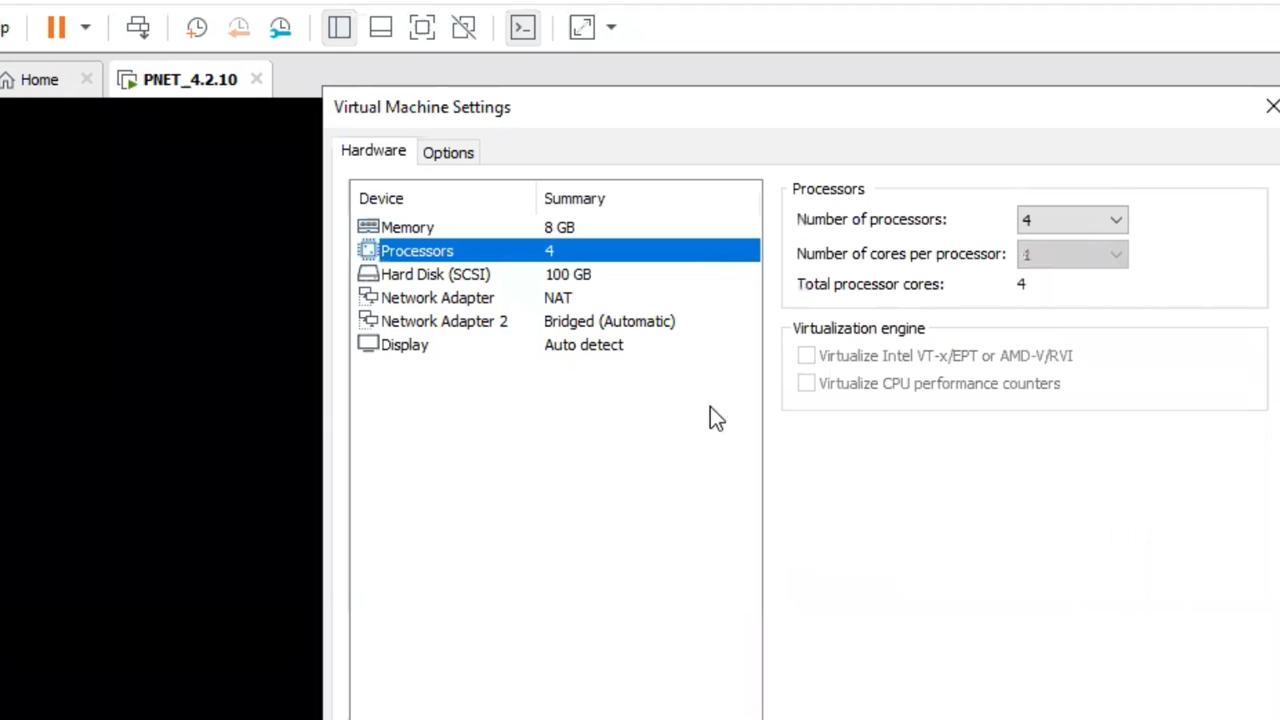 p
Home
PNET_4.2.10
Virtual Machine Settings
Hardware
Options
Device Summary
Memory 8 GB
Processors 4
Hard Disk (SCSI) 100 GB
Network Adapter NAT
Network Adapter 2 Bridged (Automatic)
Display Auto detect
Processors
Number of processors: 4
Number of cores per processor: 1
Total processor cores: 4
Virtualization engine
Virtualize Intel VT-x/EPT or AMD-V/RVI
Virtualize CPU performance counters